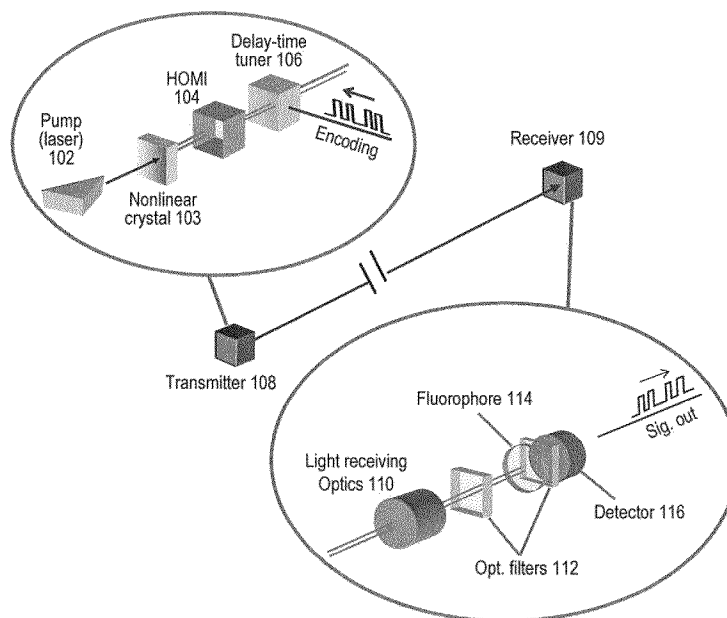 Delay-time
tuner 106
HOMI
104
Pump
(laser)
102
Encoding
Nonlinear
crystal 103
Receiver 109
Transmitter 108
Fluorophore 114
Sig. out
Light receiving
Optics 110
Detector 116
Opt. filters 112